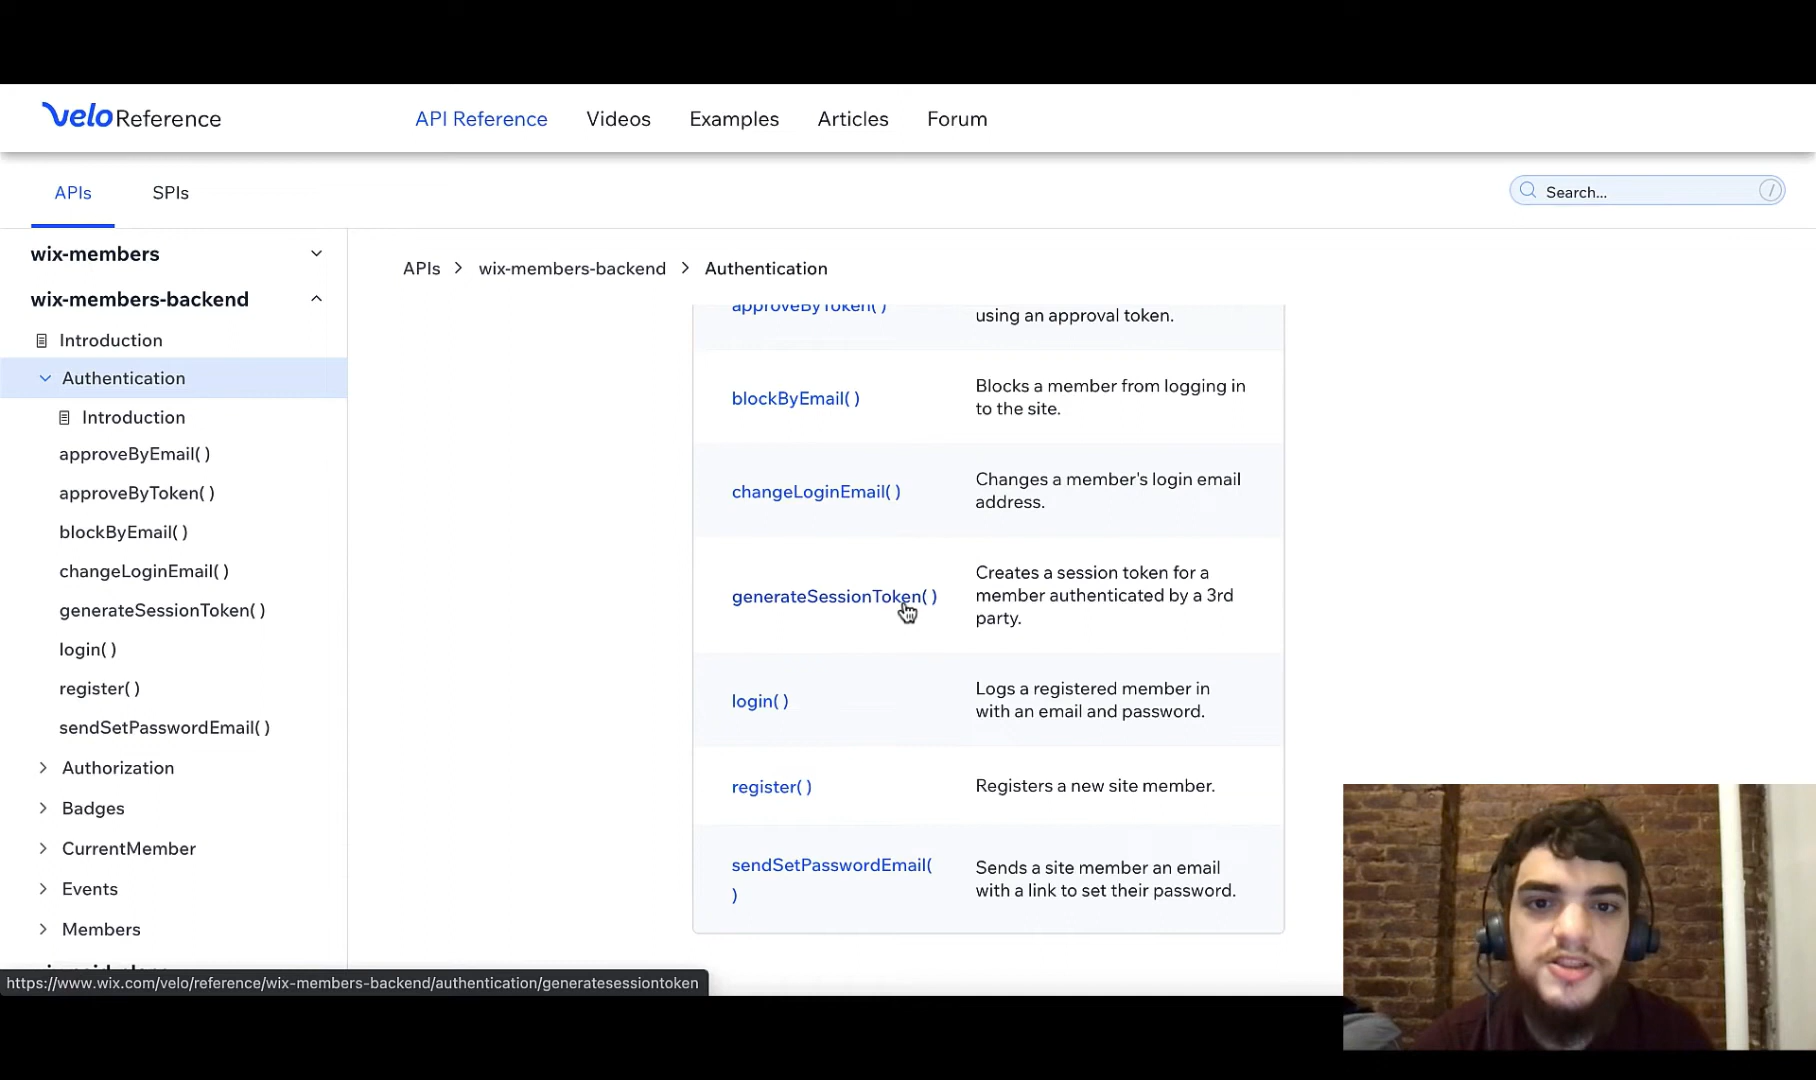 velo Reference
API Reference
Videos
Examples
Articles
Forum
APIs
SPIs
Search...
/
wix-members
wix-members-backend
Introduction
Authentication
Introduction
approveByEmail( )
approveByToken( )
blockByEmail( )
changeLoginEmail( )
generateSessionToken( )
login( )
register( )
sendSetPasswordEmail( )
Authorization
Badges
CurrentMember
Events
Members
APIs > wix-members-backend > Authentication
approveByToken( )
using an approval token.
blockByEmail( )
Blocks a member from logging in
to the site.
changeLoginEmail( )
Changes a member's login email
address.
generateSessionToken( )
Creates a session token for a
member authenticated by a 3rd
party.
login( )
Logs a registered member in
with an email and password.
register( )
Registers a new site member.
sendSetPasswordEmail(
)
Sends a site member an email
with a link to set their password.
https://www.wix.com/velo/reference/wix-members-backend/authentication/generatesessiontoken